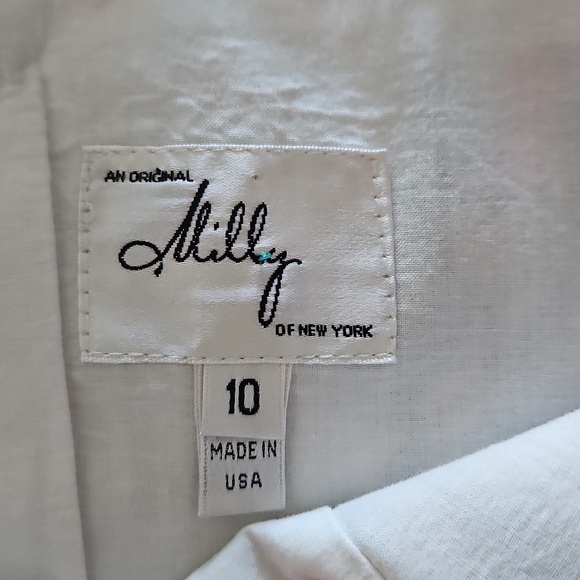 AN ORIGINAL
Milly
OF NEW YORK
10
MADE IN
USA